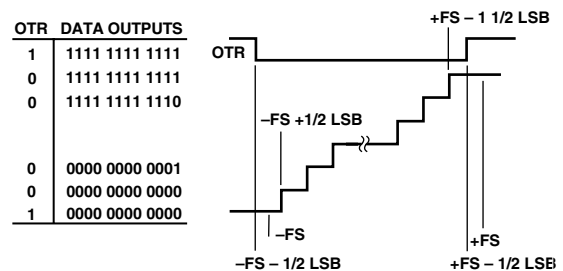 OTR DATA OUTPUTS
1 1111 1111 1111
0 1111 1111 1111
0 1111 1111 1110
0 0000 0000 0001
0 0000 0000 0000
1 0000 0000 0000
+FS – 1 1/2 LSB
OTR
–FS +1/2 LSB
–FS
–FS – 1/2 LSB
+FS
+FS – 1/2 LSB